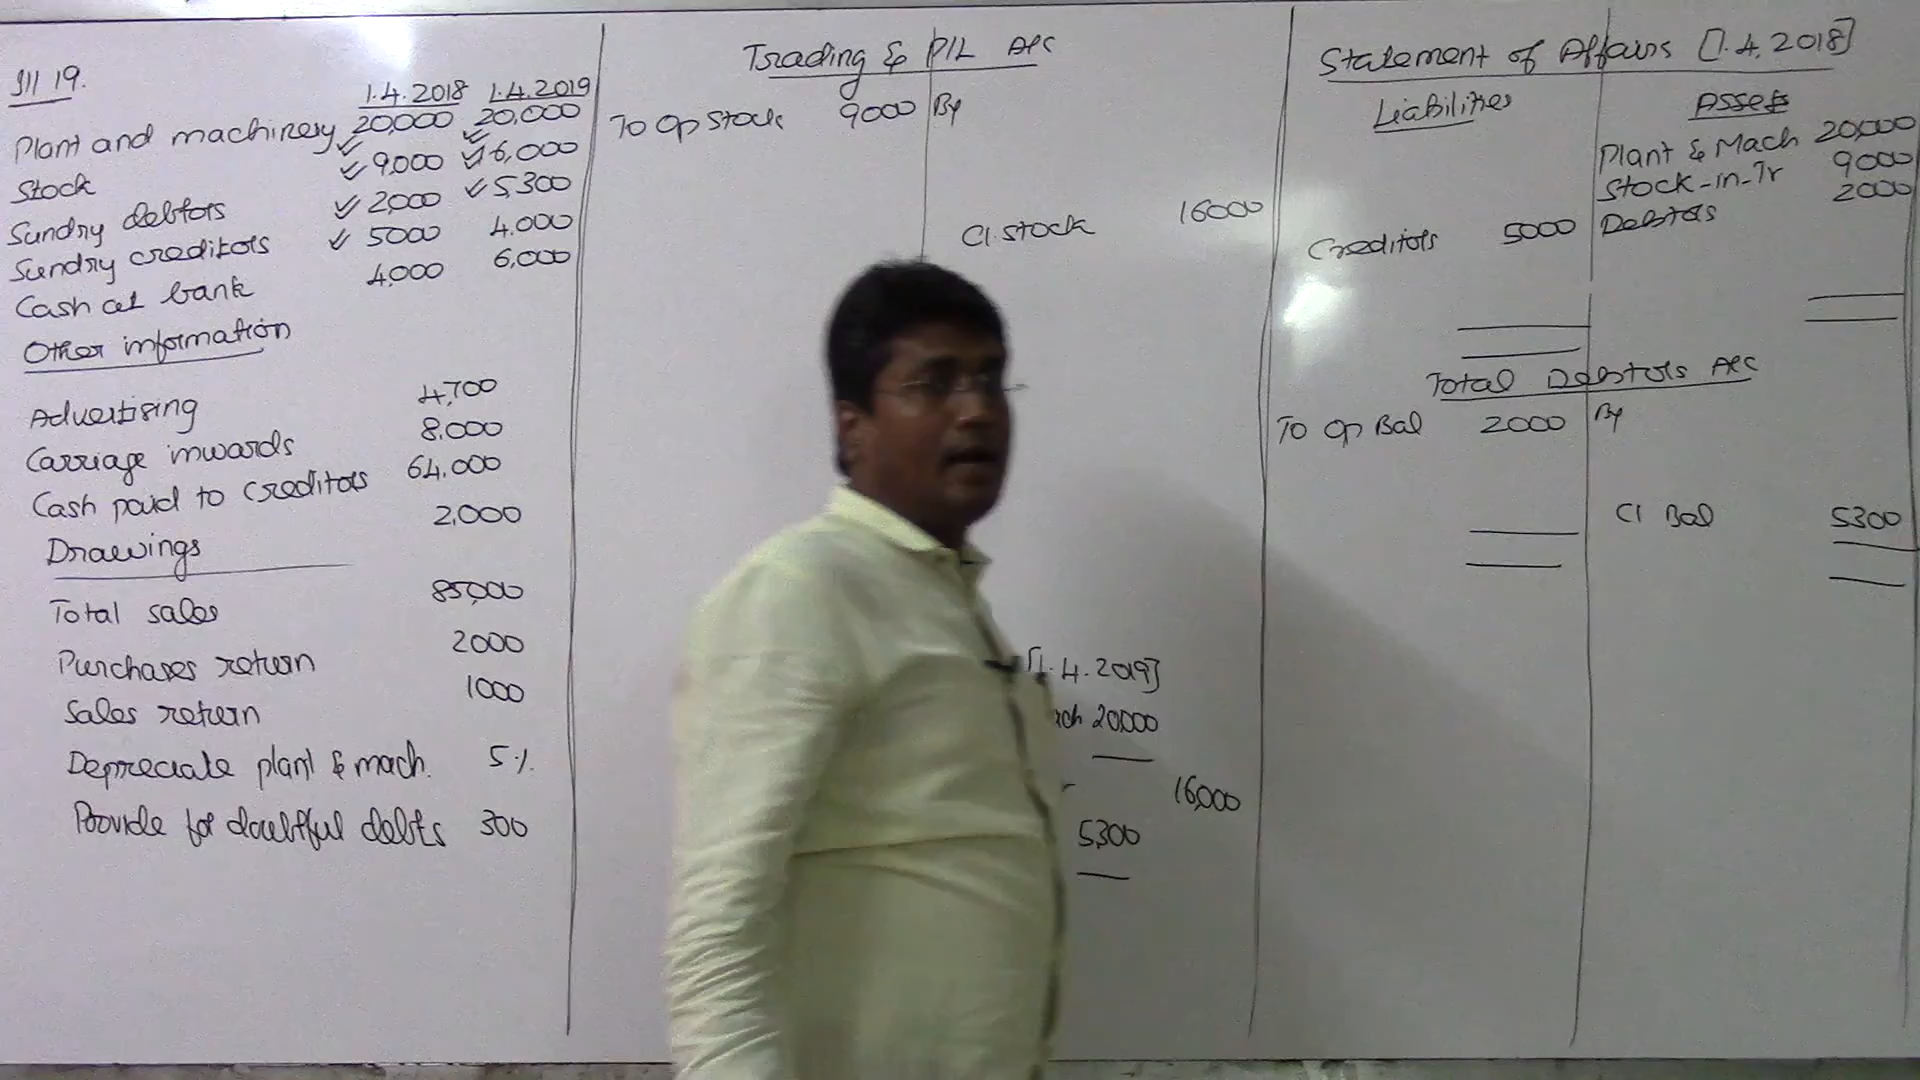 Ill 19.
1.4.2018 1.4.2019
Plant and machinery 20,000 20,000
Stock 9,000 16,000
Sundry debtors 2,000 5,300
Sundry creditors 5000 4,000
Cash at bank 4,000 6,000
Other information
Advertising 4,700
Carriage inwards 8,000
Cash paid to creditors 64,000
Drawings 2,000
Total sales 85,000
Purchases return 2000
Sales return 1000
Depreciate plant & mach. 5%.
Provide for doubtful debts 300
Trading & P/L A/c
To Op Stock 9000 By
Cl. Stock 16000
[1.4.2019]
ach 20,000
16,000
5,300
Statement of Affairs [1.4.2018]
Liabilities Assets
Plant & Mach 20,000
Stock-in-Tr 9000
Creditors 5000 Debtors 2000
Total Debtors A/c
To Op Bal 2000 By
Cl Bal 5300